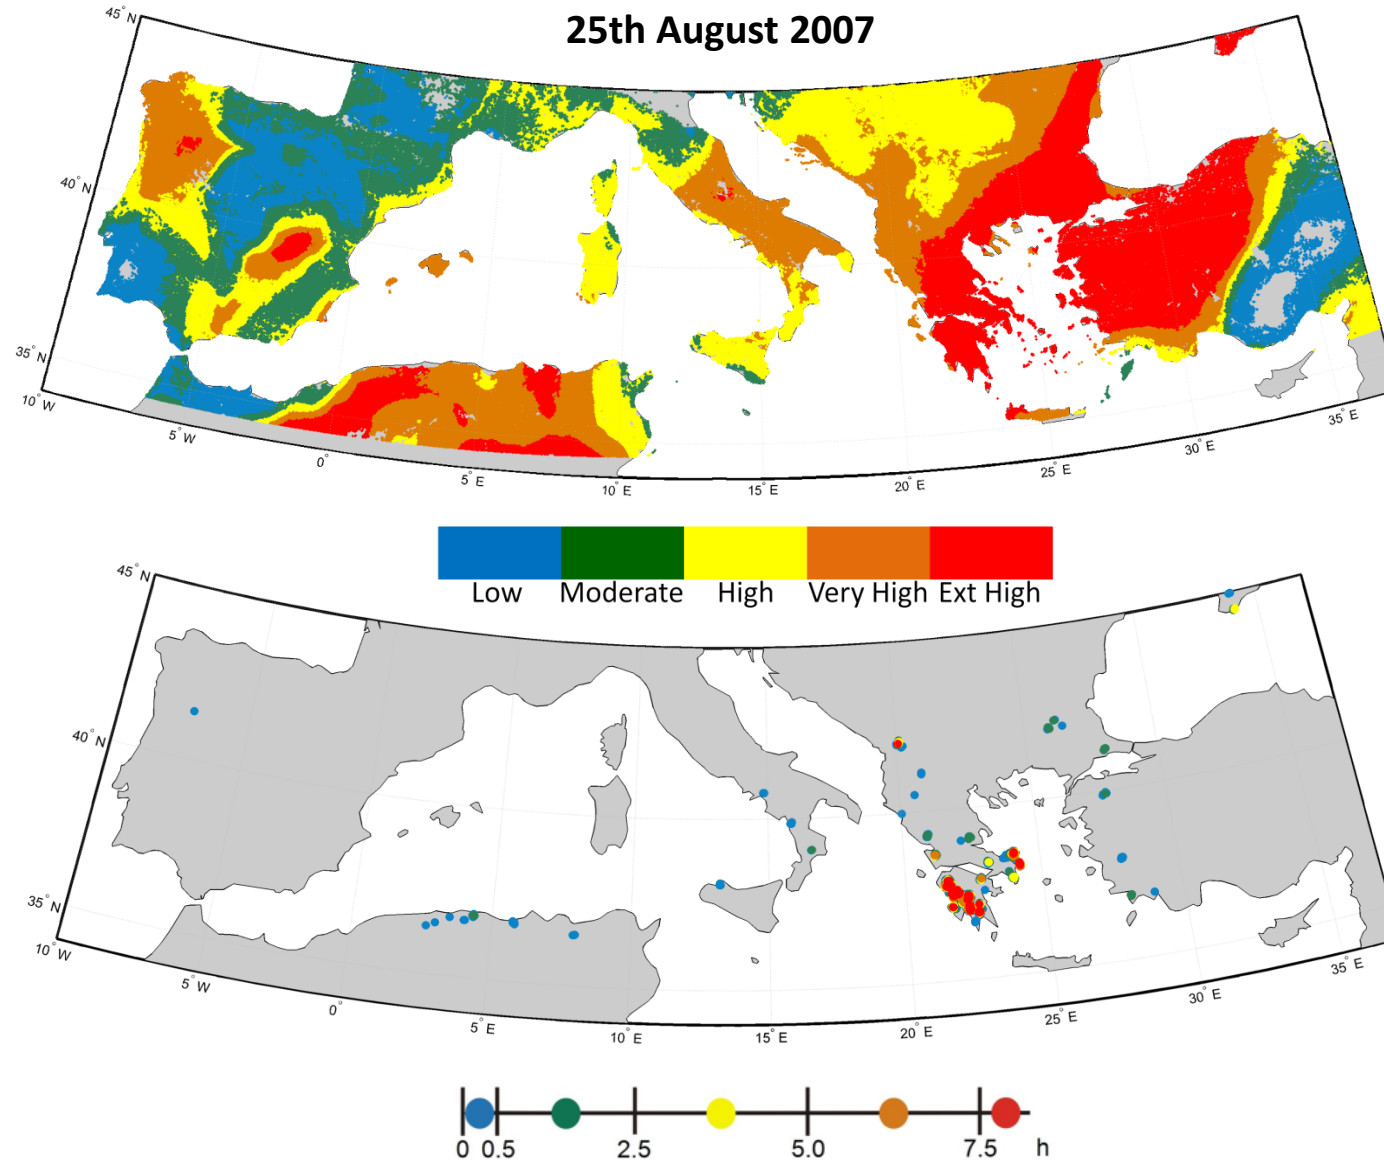 25th August 2007
45° N
40° N
35° N
10° W
5° W
0°
5° E
10° E
15° E
20° E
25° E
30° E
35° E
Low Moderate High Very High Ext High
45° N
40° N
35° N
10° W
5° W
0°
5° E
10° E
15° E
20° E
25° E
30° E
35° E
0 0.5 2.5 5.0 7.5 h